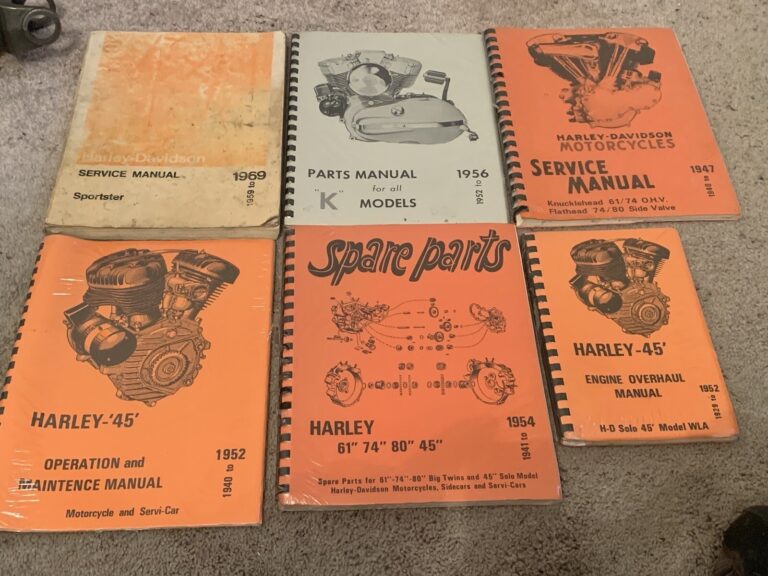 Harley-Davidson
SERVICE MANUAL
1969
1959 to
Sportster
PARTS MANUAL
for all
"K" MODELS
1956
1952 to
HARLEY-DAVIDSON
MOTORCYCLES
SERVICE
MANUAL
1947
1940 to
Knucklehead 61/74 O.H.V.
Flathead 74/80 Side Valve
HARLEY-'45'
OPERATION and
MAINTENCE MANUAL
1952
1940 to
Motorcycle and Servi-Car
spare parts
HARLEY
61" 74" 80" 45"
1954
1941 to
Spare Parts for 61"-74"-80" Big Twins and 45" Solo Model
Harley-Davidson Motorcycles, Sidecars and Servi-Cars
HARLEY-45'
ENGINE OVERHAUL
MANUAL
1952
1929 to
H-D Solo 45' Model WLA